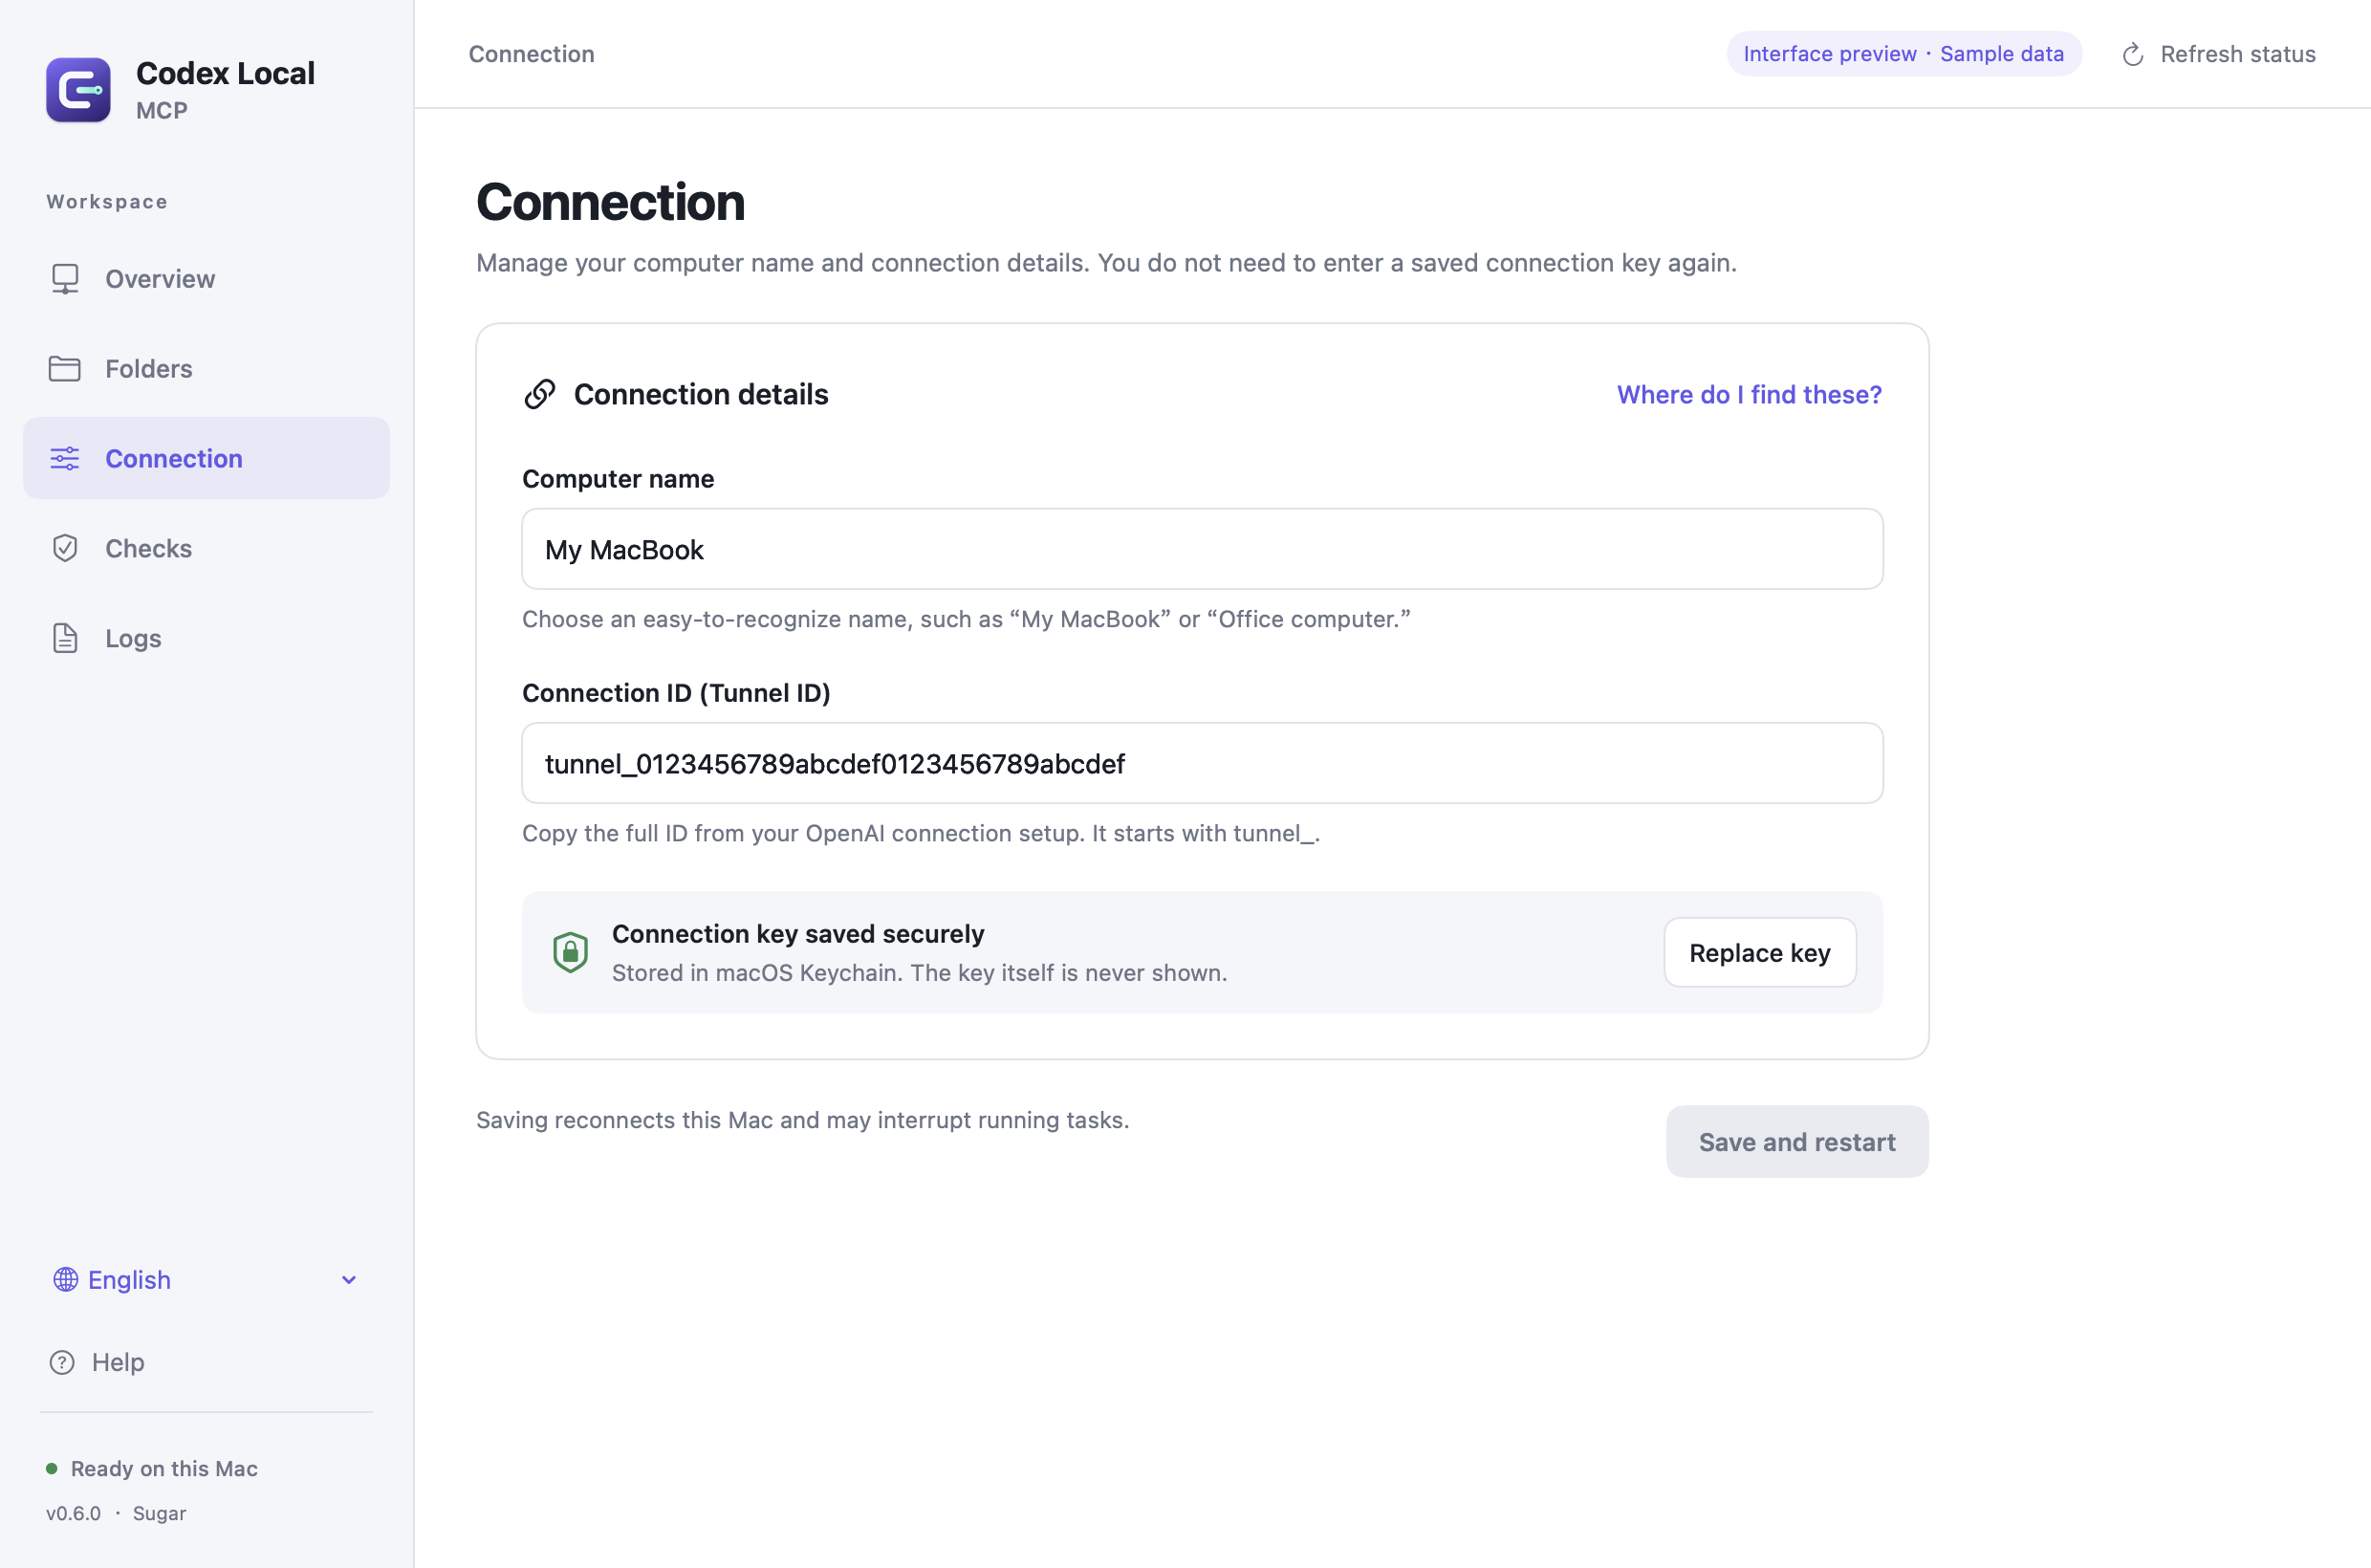 Codex Local
MCP
Workspace
Overview
Folders
Connection
Checks
Logs
English
Help
Ready on this Mac
v0.6.0 · Sugar
Connection
Interface preview · Sample data
Refresh status
Connection
Manage your computer name and connection details. You do not need to enter a saved connection key again.
Connection details
Where do I find these?
Computer name
My MacBook
Choose an easy-to-recognize name, such as “My MacBook” or “Office computer.”
Connection ID (Tunnel ID)
tunnel_0123456789abcdef0123456789abcdef
Copy the full ID from your OpenAI connection setup. It starts with tunnel_.
Connection key saved securely
Stored in macOS Keychain. The key itself is never shown.
Replace key
Saving reconnects this Mac and may interrupt running tasks.
Save and restart